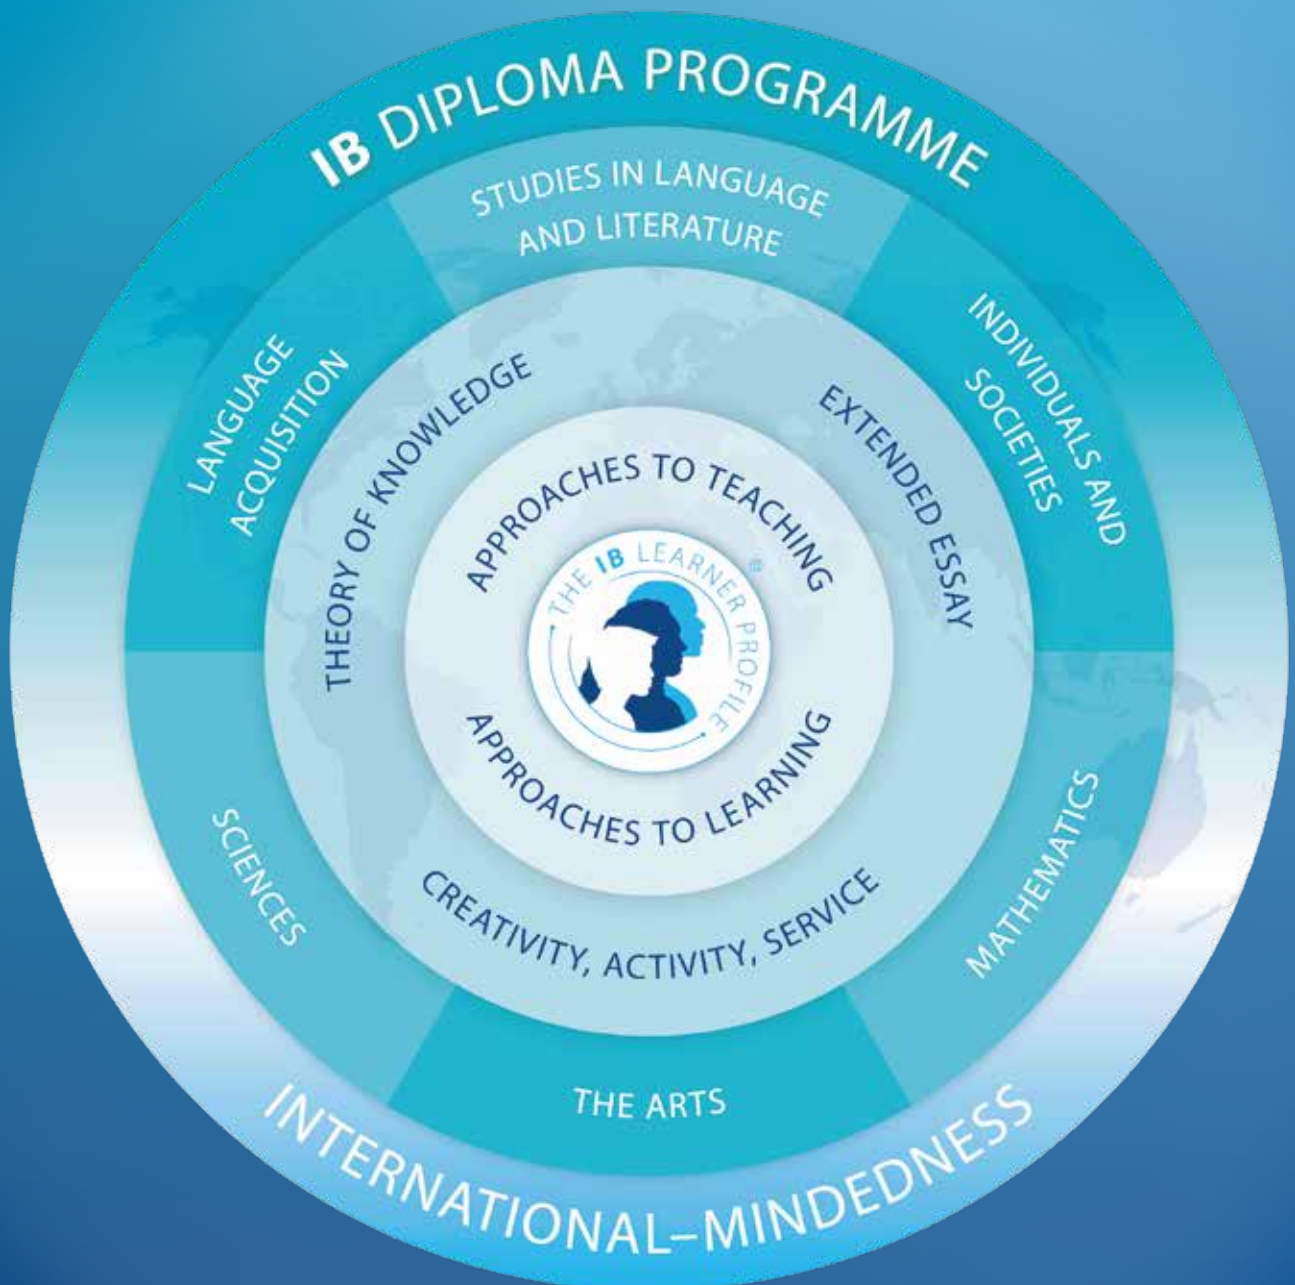 IB DIPLOMA PROGRAMME
STUDIES IN LANGUAGE
AND LITERATURE
LANGUAGE
ACQUISITION
INDIVIDUALS AND
SOCIETIES
THEORY OF KNOWLEDGE
EXTENDED ESSAY
APPROACHES TO TEACHING
THE IB LEARNER PROFILE
®
APPROACHES TO LEARNING
CREATIVITY, ACTIVITY, SERVICE
SCIENCES
MATHEMATICS
THE ARTS
INTERNATIONAL–MINDEDNESS